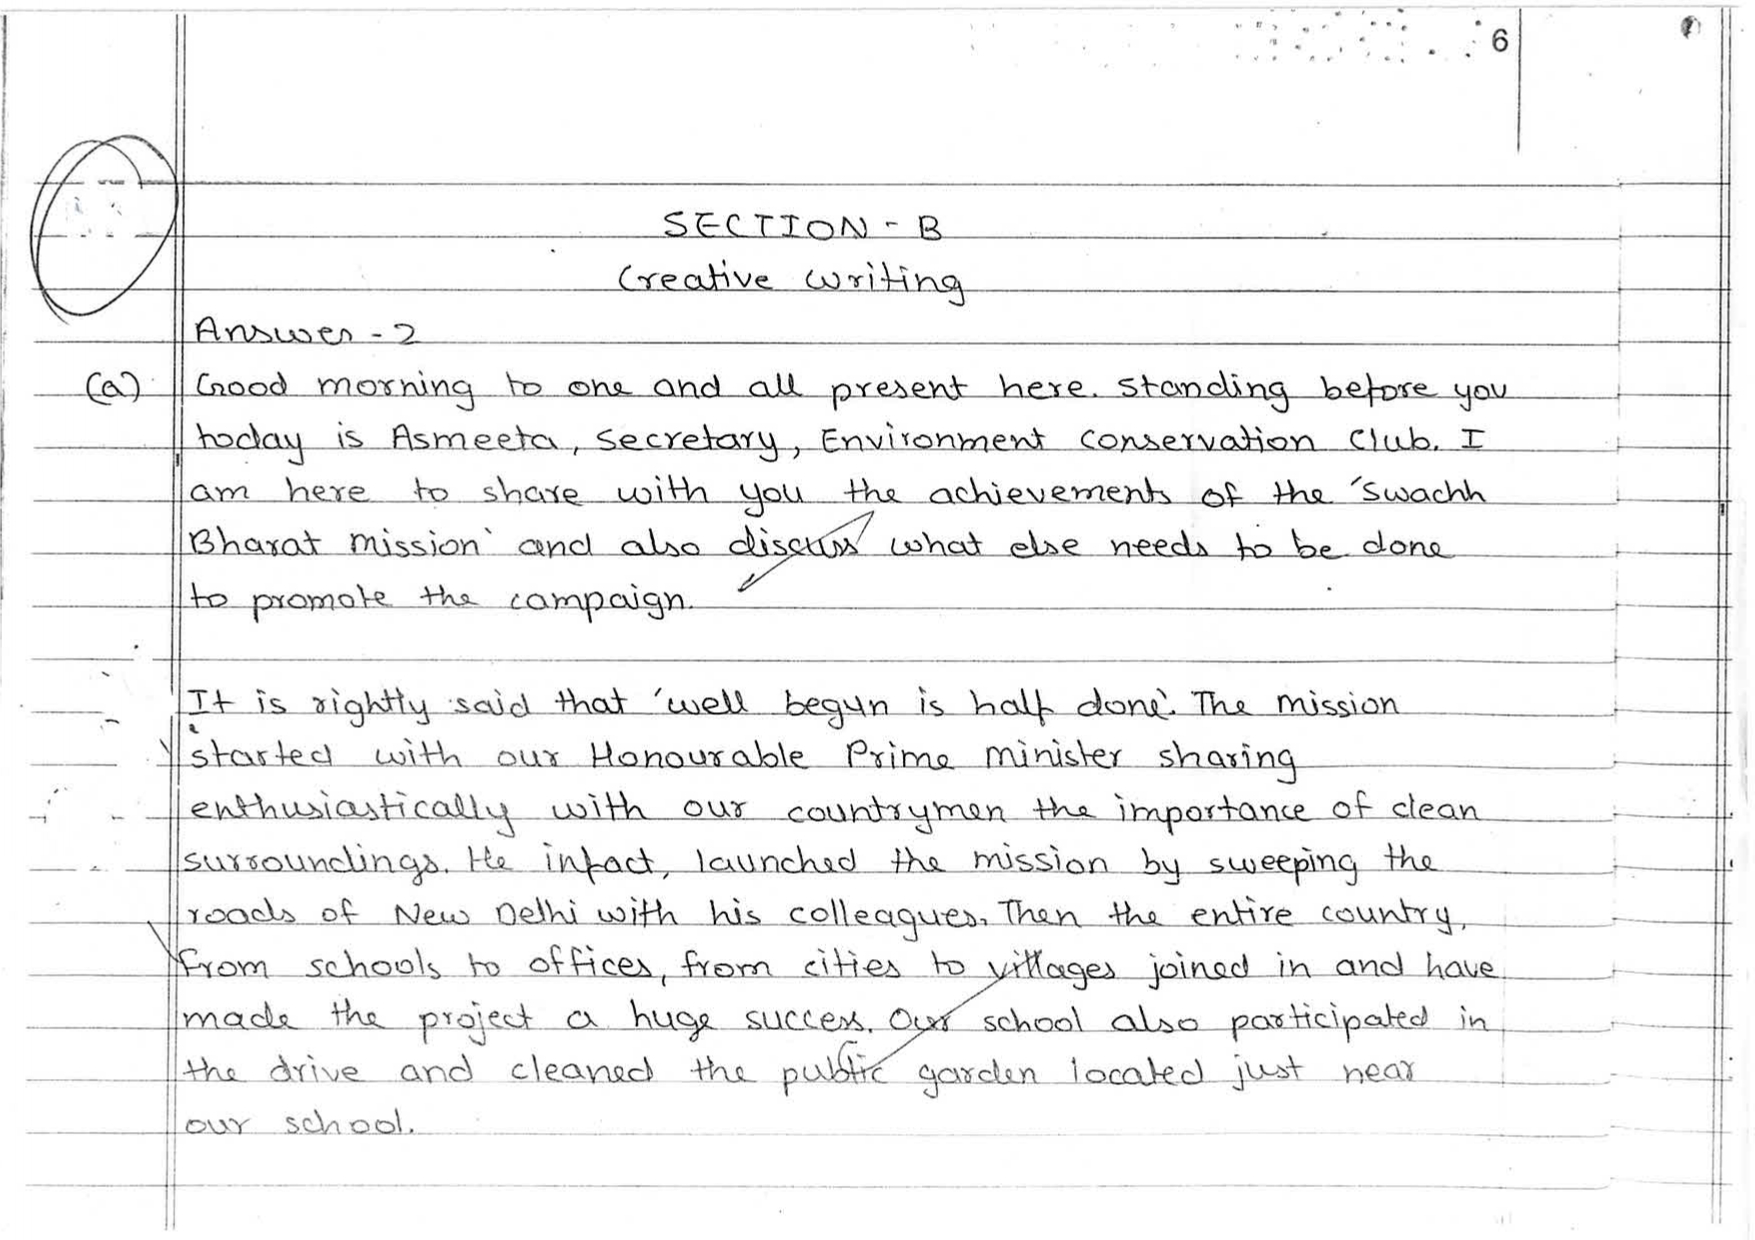 6
SECTION - B
Creative writing
Answer - 2
(a) Good morning to one and all present here. Standing before you
today is Asmeeta, Secretary, Environment Conservation Club. I
am here to share with you the achievements of the 'Swachh
Bharat Mission' and also discuss what else needs to be done
to promote the campaign.
It is rightly said that 'well begun is half done'. The mission
started with our Honourable Prime Minister sharing
enthusiastically with our countrymen the importance of clean
surroundings. He infact, launched the mission by sweeping the
roads of New Delhi with his colleagues. Then the entire country,
from schools to offices, from cities to villages joined in and have
made the project a huge success. Our school also participated in
the drive and cleaned the public garden located just near
our school.